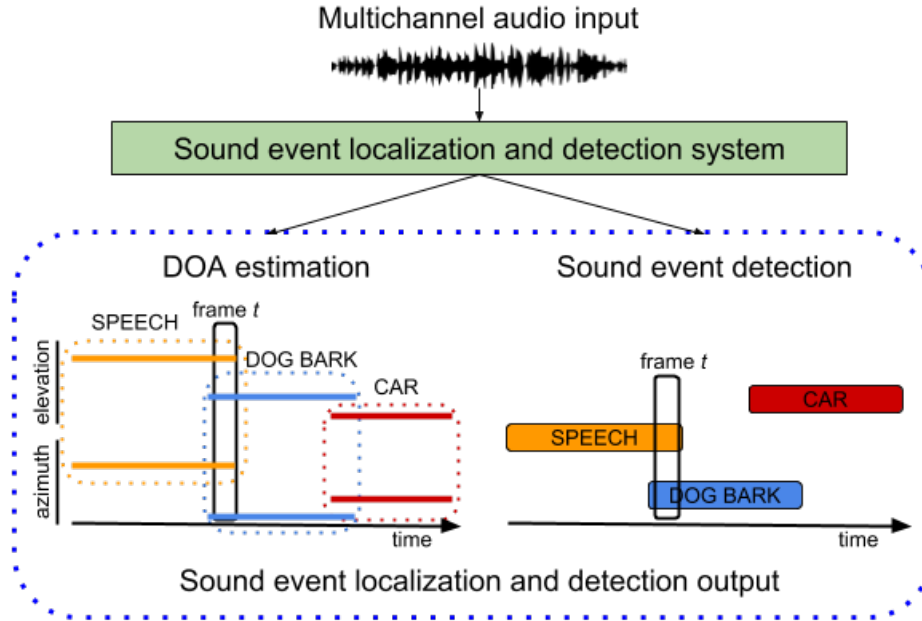 Multichannel audio input
Sound event localization and detection system
DOA estimation
Sound event detection
frame t
SPEECH
DOG BARK
CAR
elevation
azimuth
time
frame t
CAR
SPEECH
DOG BARK
time
Sound event localization and detection output